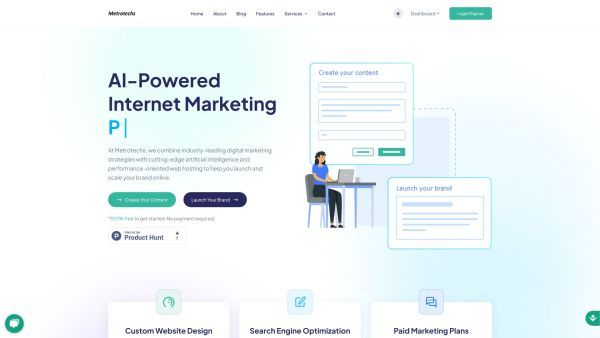 Metrotechs
Home
About
Blog
Features
Services
Contact
Dashboard
Login/Signup
AI-Powered
Internet Marketing
P
At Metrotechs, we combine industry-leading digital marketing
strategies with cutting-edge artificial intelligence and
performance-oriented web hosting to help you launch and
scale your brand online.
Create Your Content
Launch Your Brand
*100% free to get started. No payment required.
FIND US ON
Product Hunt
7
Create your content
Launch your brand
Custom Website Design
Search Engine Optimization
Paid Marketing Plans